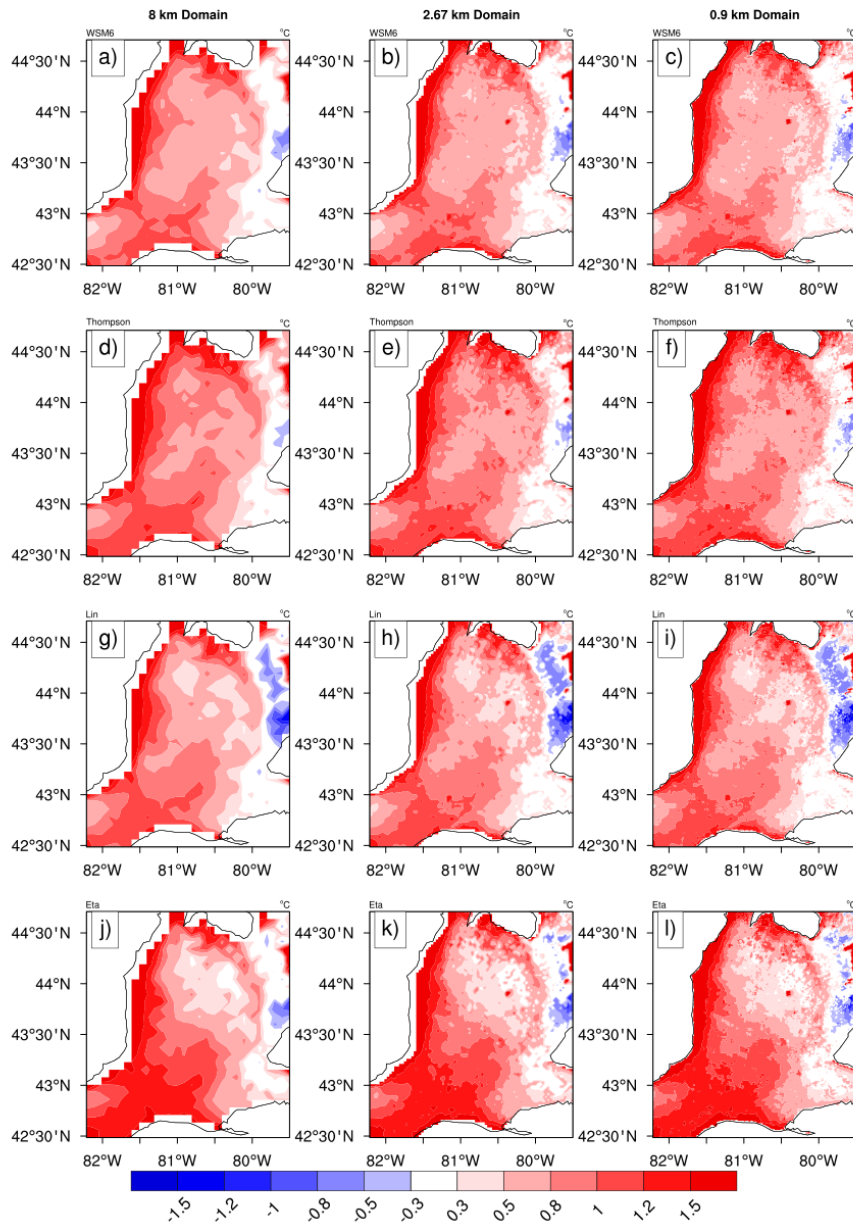 8 km Domain 2.67 km Domain 0.9 km Domain
WSM6 °C WSM6 °C WSM6 °C
a) b) c)
44°30'N 44°30'N 44°30'N
44°N 44°N 44°N
43°30'N 43°30'N 43°30'N
43°N 43°N 43°N
42°30'N 42°30'N 42°30'N
82°W 81°W 80°W 82°W 81°W 80°W 82°W 81°W 80°W
Thompson °C Thompson °C Thompson °C
d) e) f)
44°30'N 44°30'N 44°30'N
44°N 44°N 44°N
43°30'N 43°30'N 43°30'N
43°N 43°N 43°N
42°30'N 42°30'N 42°30'N
82°W 81°W 80°W 82°W 81°W 80°W 82°W 81°W 80°W
Lin °C Lin °C Lin °C
g) h) i)
44°30'N 44°30'N 44°30'N
44°N 44°N 44°N
43°30'N 43°30'N 43°30'N
43°N 43°N 43°N
42°30'N 42°30'N 42°30'N
82°W 81°W 80°W 82°W 81°W 80°W 82°W 81°W 80°W
Eta °C Eta °C Eta °C
j) k) l)
44°30'N 44°30'N 44°30'N
44°N 44°N 44°N
43°30'N 43°30'N 43°30'N
43°N 43°N 43°N
42°30'N 42°30'N 42°30'N
82°W 81°W 80°W 82°W 81°W 80°W 82°W 81°W 80°W
-1.5 -1.2 -1 -0.8 -0.5 -0.3 0.3 0.5 0.8 1 1.2 1.5